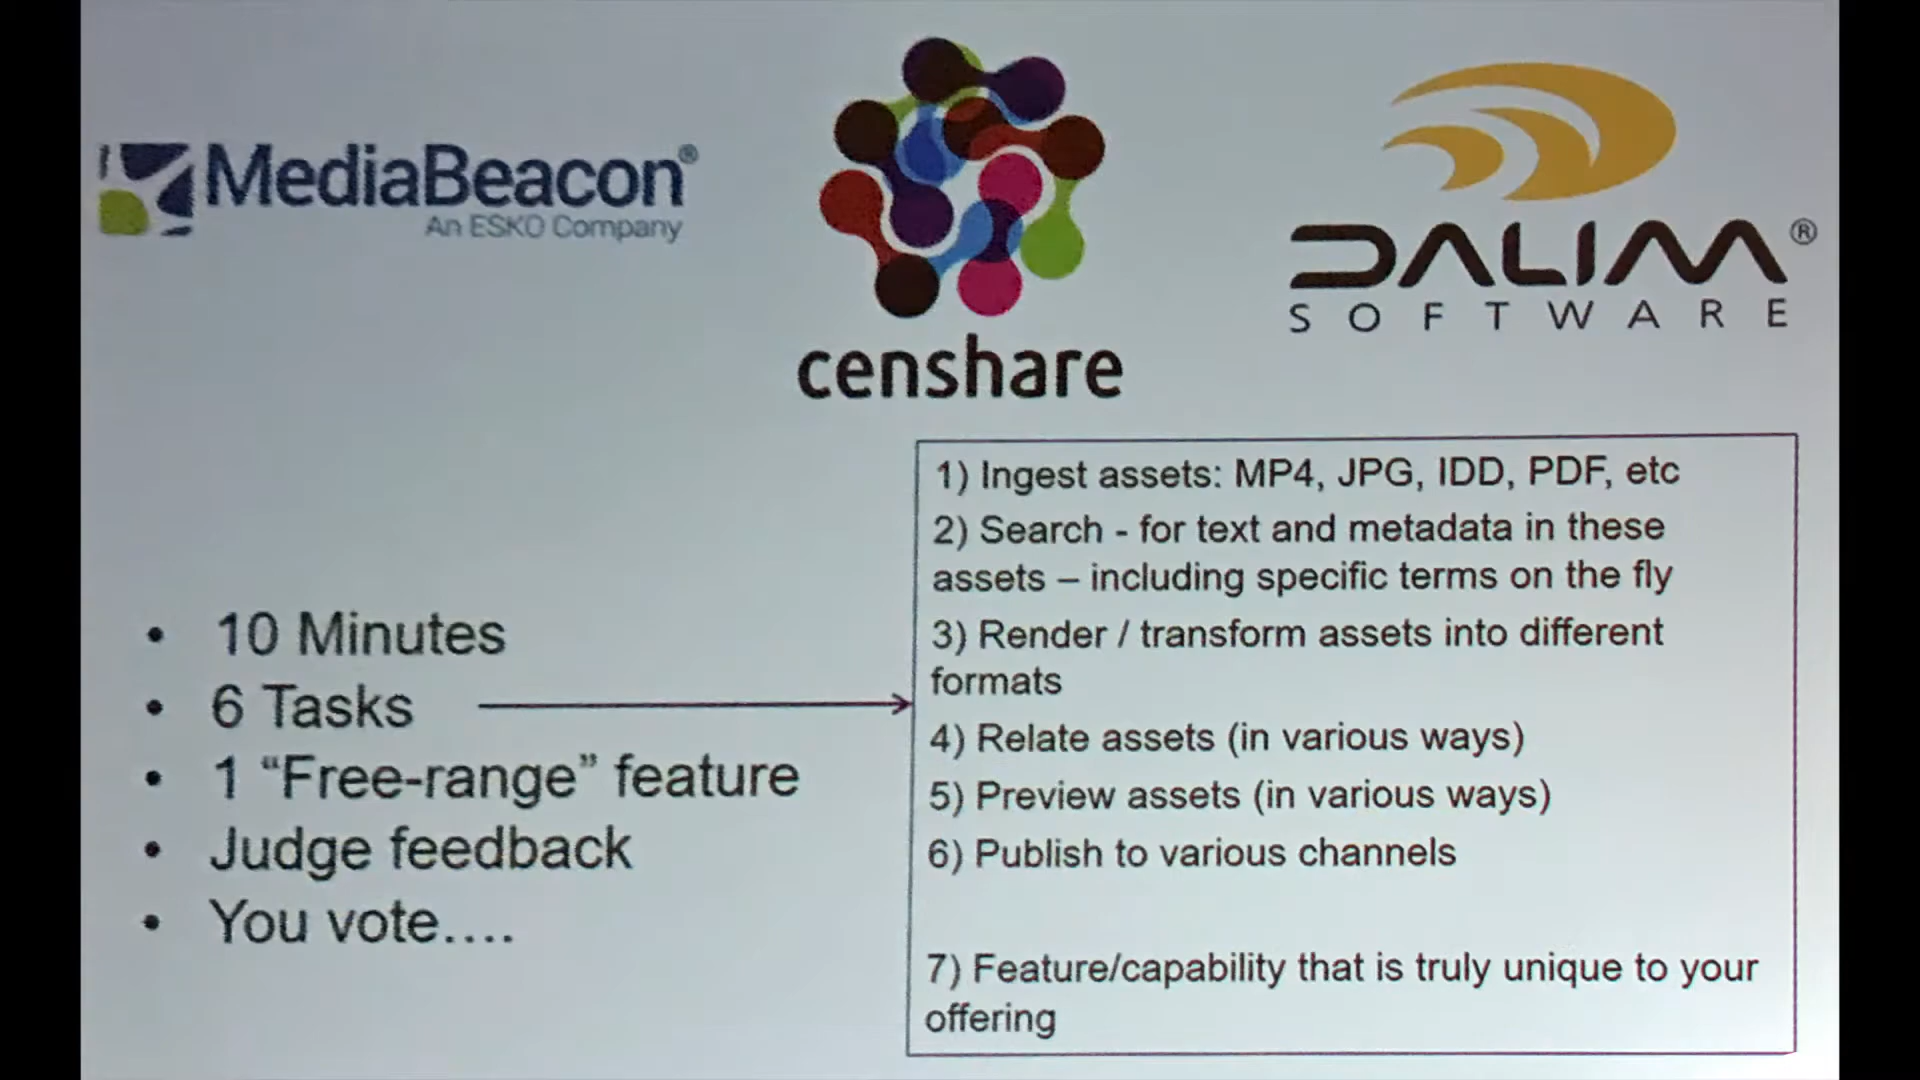 MediaBeacon®
An ESKO Company
censhare
DALIM®
SOFTWARE
• 10 Minutes
• 6 Tasks
• 1 “Free-range” feature
• Judge feedback
• You vote….
1) Ingest assets: MP4, JPG, IDD, PDF, etc
2) Search - for text and metadata in these
assets – including specific terms on the fly
3) Render / transform assets into different
formats
4) Relate assets (in various ways)
5) Preview assets (in various ways)
6) Publish to various channels
7) Feature/capability that is truly unique to your
offering